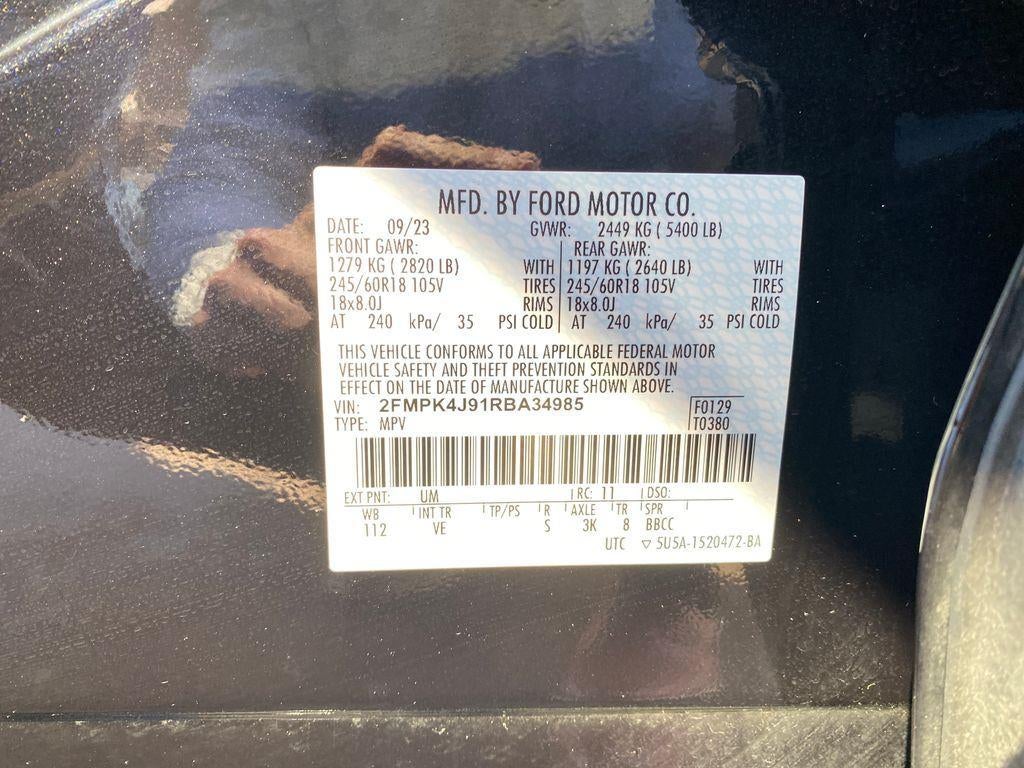 MFD. BY FORD MOTOR CO.
DATE: 09/23 GVWR: 2449 KG ( 5400 LB)
FRONT GAWR: REAR GAWR:
1279 KG ( 2820 LB) WITH 1197 KG ( 2640 LB) WITH
245/60R18 105V TIRES 245/60R18 105V TIRES
18x8.0J RIMS 18x8.0J RIMS
AT 240 kPa/ 35 PSI COLD AT 240 kPa/ 35 PSI COLD
THIS VEHICLE CONFORMS TO ALL APPLICABLE FEDERAL MOTOR
VEHICLE SAFETY AND THEFT PREVENTION STANDARDS IN
EFFECT ON THE DATE OF MANUFACTURE SHOWN ABOVE.
VIN: 2FMPK4J91RBA34985 F0129
TYPE: MPV T0380
EXT PNT: UM RC: 11 DSO:
WB INT TR TP/PS R AXLE TR SPR
112 VE S 3K 8 BBCC
UTC ▽ 5U5A-1520472-BA